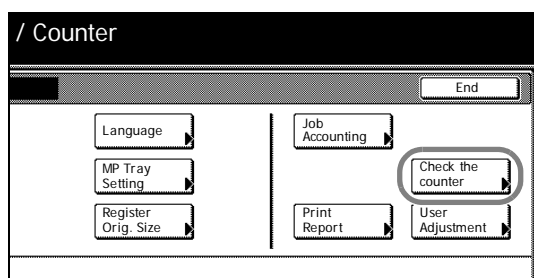 / Counter
End
Language
Job
Accounting
MP Tray
Setting
Check the
counter
Register
Orig. Size
Print
Report
User
Adjustment